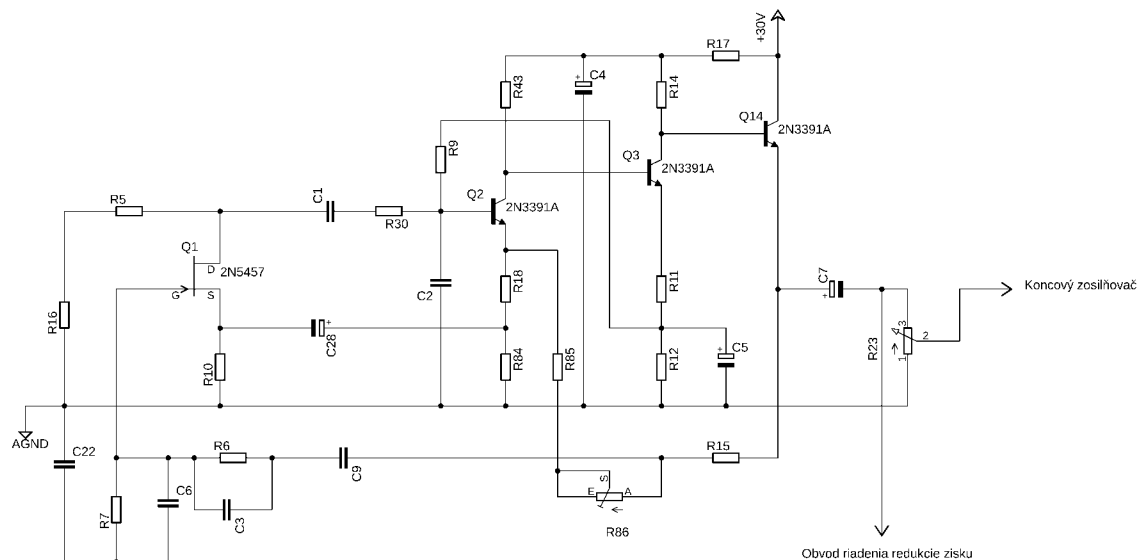 +30V
R17
R43
C4
R14
Q14
2N3391A
R9
Q3
2N3391A
Q2
2N3391A
R5
C1
R30
Q1
D
2N5457
G
S
C2
R18
R11
C7
+
Koncový zosilňovač
R16
C28
+
R10
R84
R85
R12
+
C5
R23
3
2
1
AGND
C22
R6
C9
R15
C6
R7
C3
S
E
A
R86
Obvod riadenia redukcie zisku